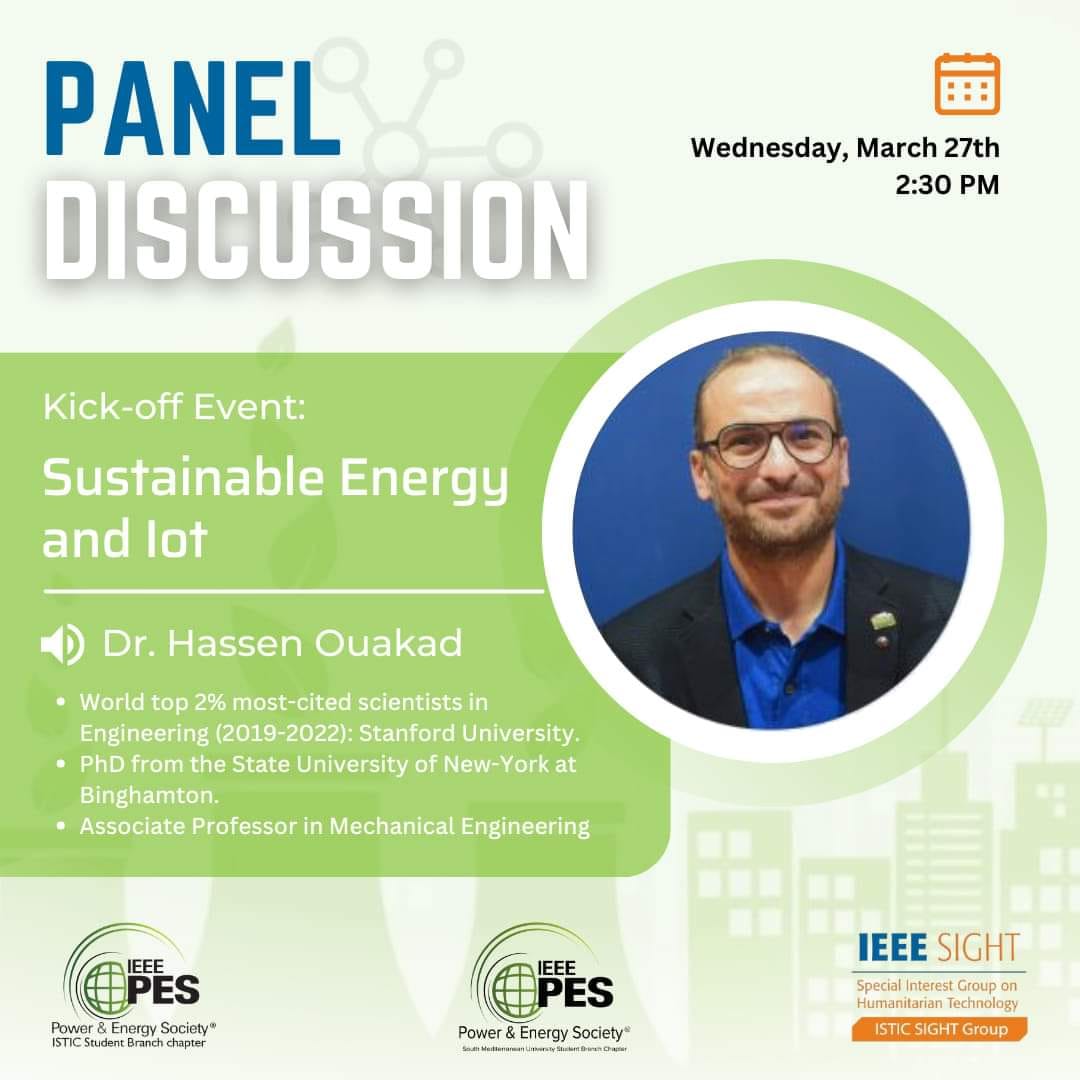 PANEL
DISCUSSION
Wednesday, March 27th
2:30 PM
Kick-off Event:
Sustainable Energy
and Iot
Dr. Hassen Ouakad
• World top 2% most-cited scientists in
Engineering (2019-2022): Stanford University.
• PhD from the State University of New-York at
Binghamton.
• Associate Professor in Mechanical Engineering
IEEE
PES
Power & Energy Society®
ISTIC Student Branch chapter
IEEE
PES
Power & Energy Society®
South Mediterranean University Student Branch Chapter
IEEE SIGHT
Special Interest Group on
Humanitarian Technology
ISTIC SIGHT Group